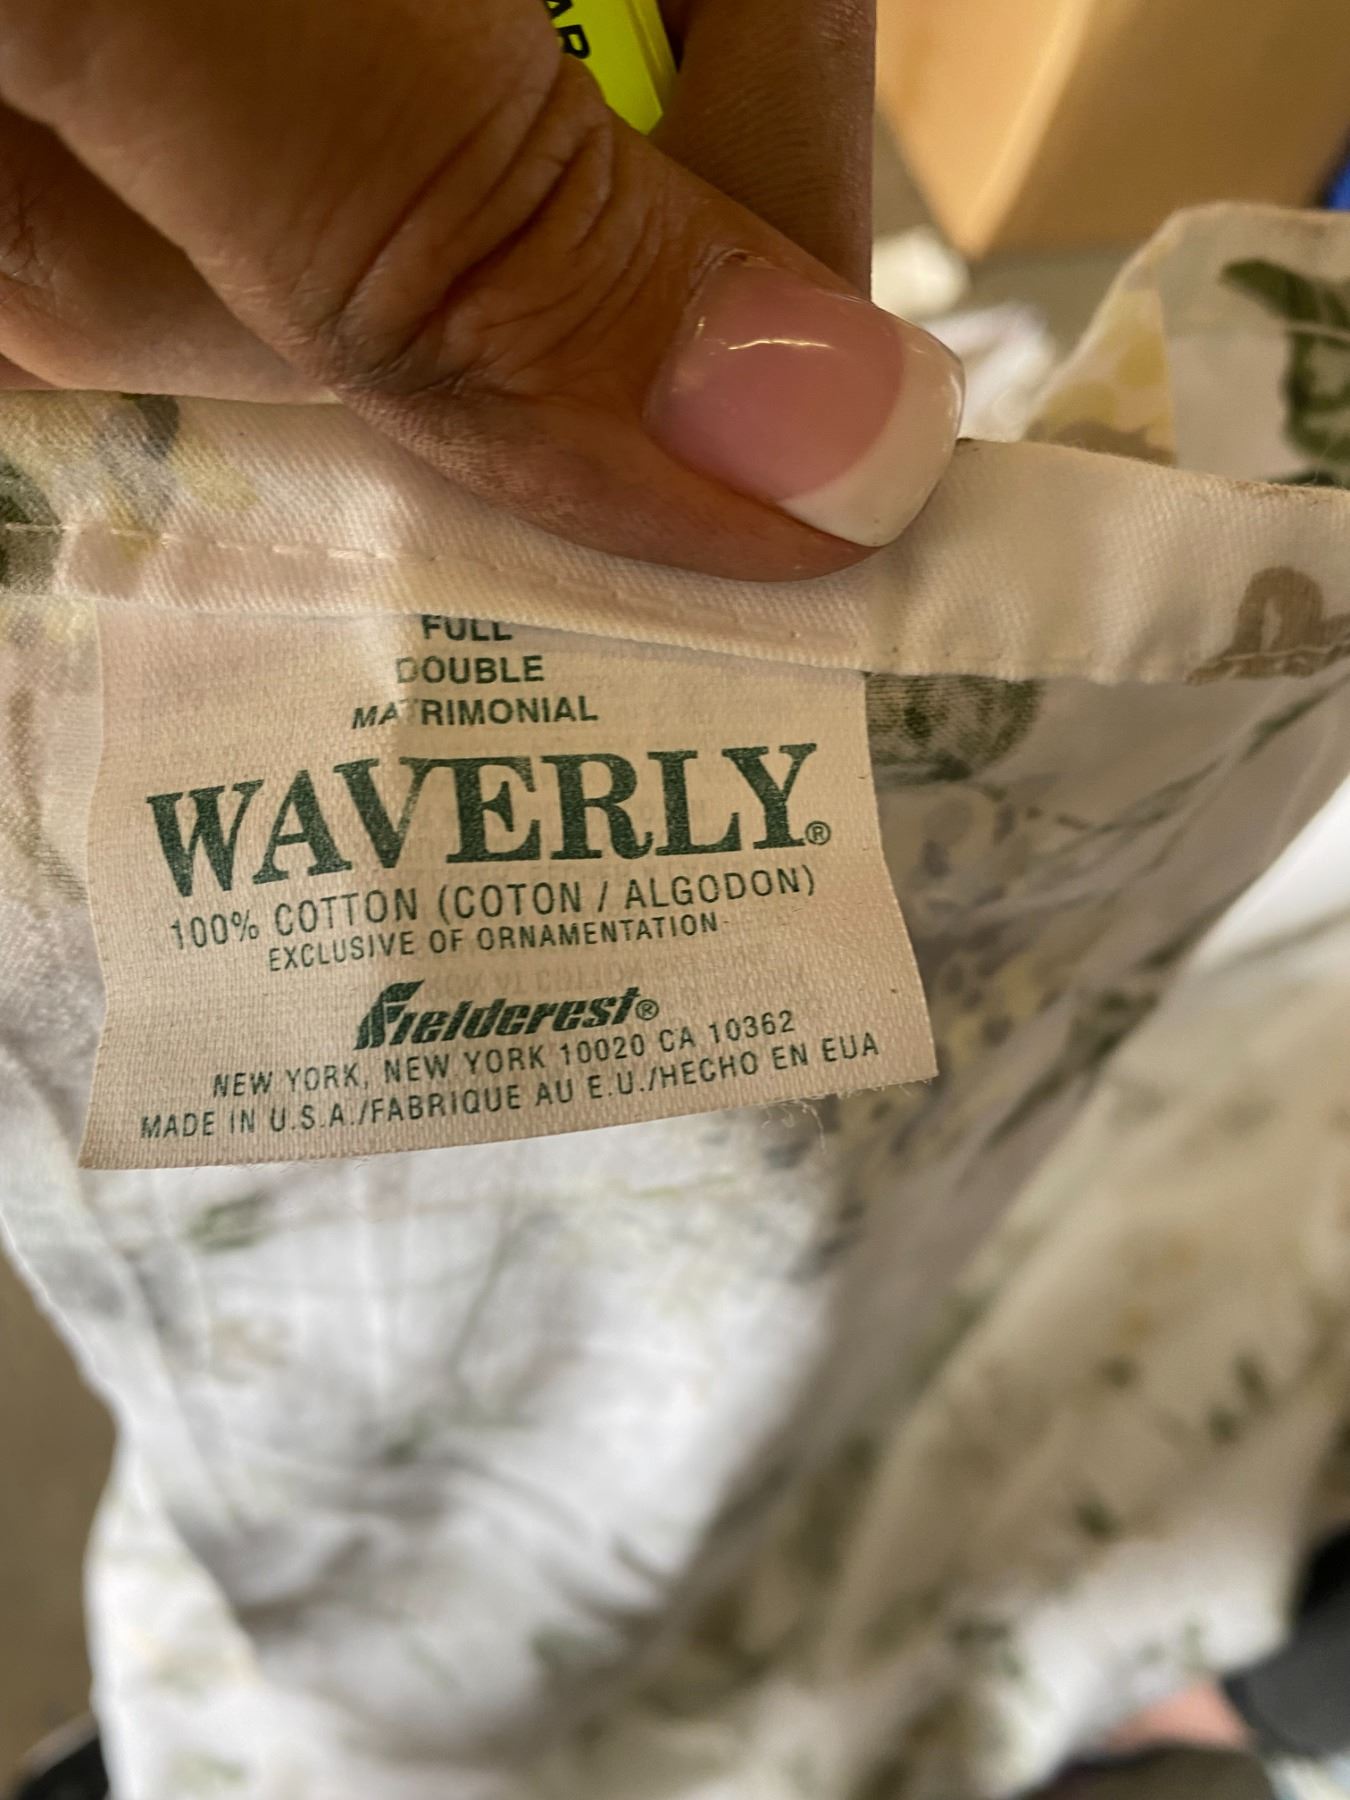 AR
FULL
DOUBLE
MATRIMONIAL
WAVERLY®
100% COTTON (COTON / ALGODON)
EXCLUSIVE OF ORNAMENTATION
Fieldcrest®
NEW YORK, NEW YORK 10020 CA 10362
MADE IN U.S.A./FABRIQUE AU E.U./HECHO EN EUA